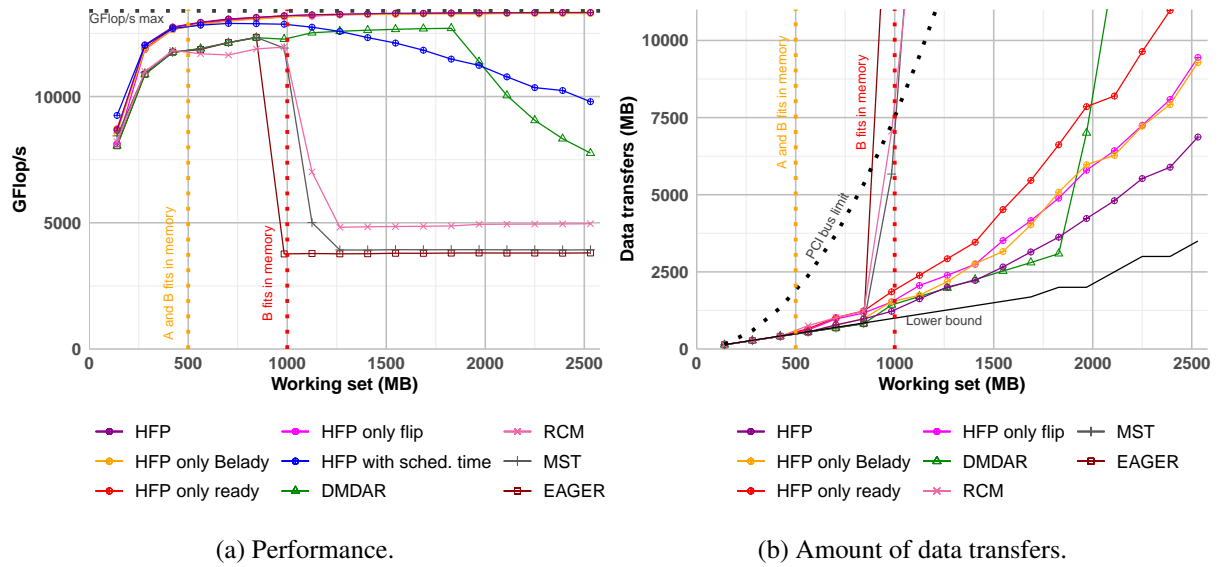 GFlop/s max
10000
5000
0
GFlop/s
A and B fits in memory
B fits in memory
0
500
1000
1500
2000
2500
Working set (MB)
HFP
HFP only flip
RCM
HFP only Belady
HFP with sched. time
MST
HFP only ready
DMDAR
EAGER
(a) Performance.
10000
7500
5000
2500
0
Data transfers (MB)
A and B fits in memory
B fits in memory
PCI bus limit
Lower bound
0
500
1000
1500
2000
2500
Working set (MB)
HFP
HFP only flip
MST
HFP only Belady
DMDAR
EAGER
HFP only ready
RCM
(b) Amount of data transfers.